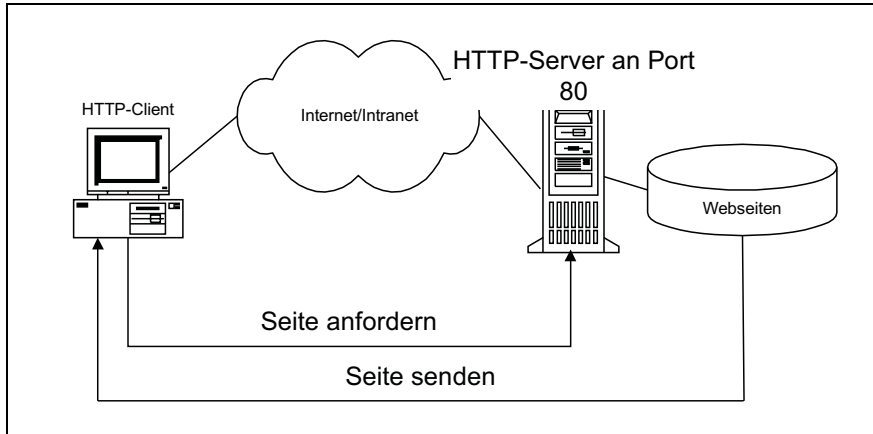 HTTP-Server an Port
80
HTTP-Client
Internet/Intranet
Webseiten
Seite anfordern
Seite senden